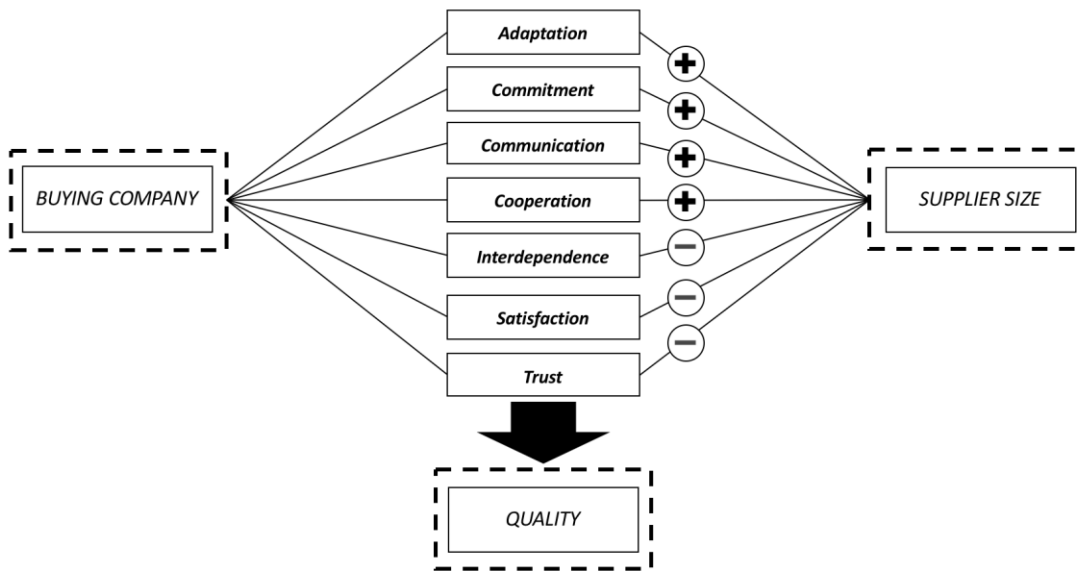 Adaptation
Commitment
Communication
BUYING COMPANY
SUPPLIER SIZE
Cooperation
Interdependence
Satisfaction
Trust
QUALITY